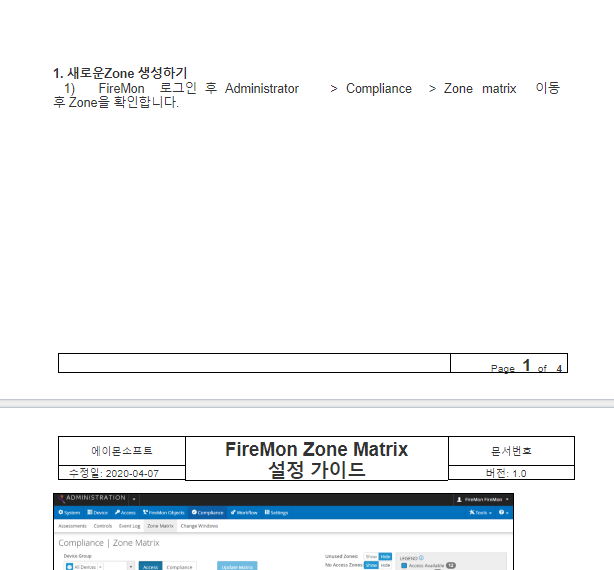 1. 새로운Zone 생성하기
1) FireMon 로그인 후 Administrator > Compliance > Zone matrix 이동
후 Zone을 확인합니다.
Page 1 of 4
에이몬소프트
FireMon Zone Matrix
설정 가이드
문서번호
수정일: 2020-04-07
버전: 1.0
ADMINISTRATION
FireMon FireMon
System Device Access FireMon Objects Compliance Workflow Settings Tools
Assessments Controls Event Log Zone Matrix Change Windows
Compliance | Zone Matrix
Device Group
Unused Zones: Show Hide
LEGEND
All Devices × Access Compliance Update Matrix
No Access Zones: Show Hide
Access Available